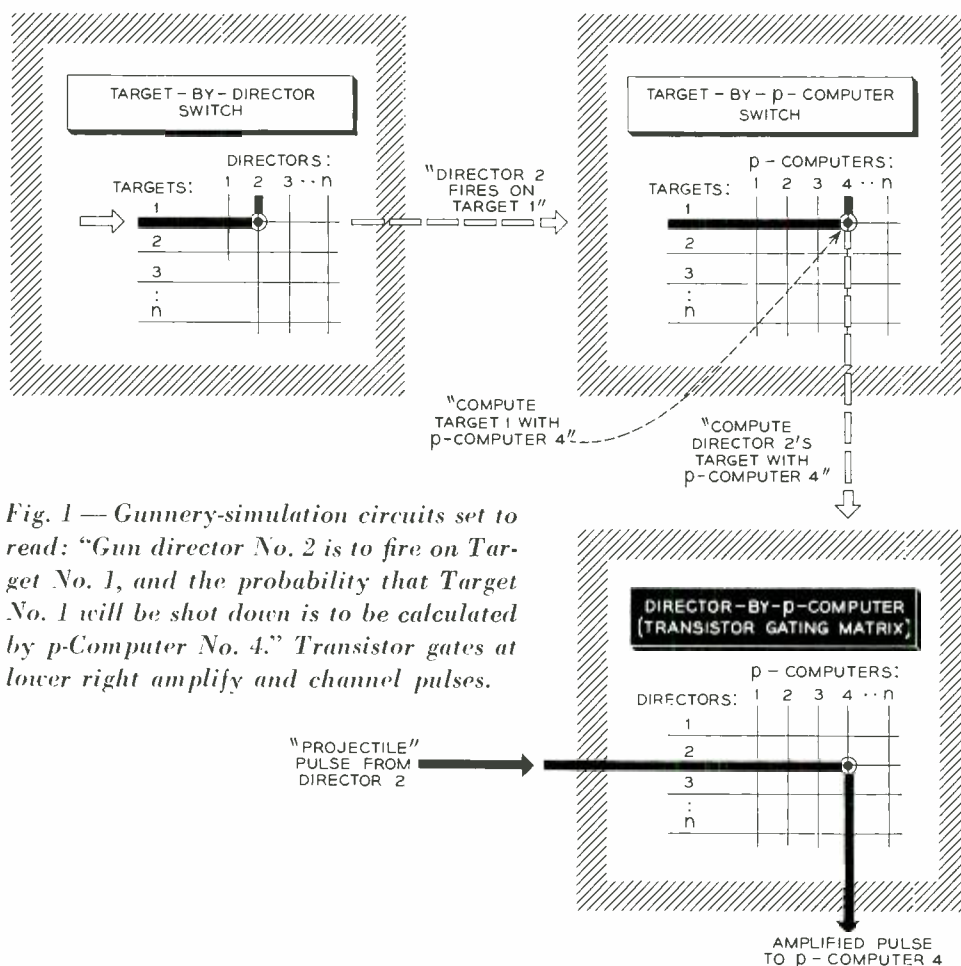 TARGET-BY-DIRECTOR
SWITCH
DIRECTORS:
TARGETS: 1 2 3 ·· n
1
2
3
:
n
"DIRECTOR 2
FIRES ON
TARGET 1"
TARGET-BY-p-COMPUTER
SWITCH
p-COMPUTERS:
TARGETS: 1 2 3 4 ·· n
1
2
3
:
n
"COMPUTE
TARGET 1 WITH
p-COMPUTER 4"
"COMPUTE
DIRECTOR 2'S
TARGET WITH
p-COMPUTER 4"
Fig. 1 — Gunnery-simulation circuits set to
read: "Gun director No. 2 is to fire on Tar-
get No. 1, and the probability that Target
No. 1 will be shot down is to be calculated
by p-Computer No. 4." Transistor gates at
lower right amplify and channel pulses.
DIRECTOR-BY-p-COMPUTER
(TRANSISTOR GATING MATRIX)
p-COMPUTERS:
DIRECTORS: 1 2 3 4 ·· n
1
2
3
:
n
"PROJECTILE"
PULSE FROM
DIRECTOR 2
AMPLIFIED PULSE
TO p-COMPUTER 4